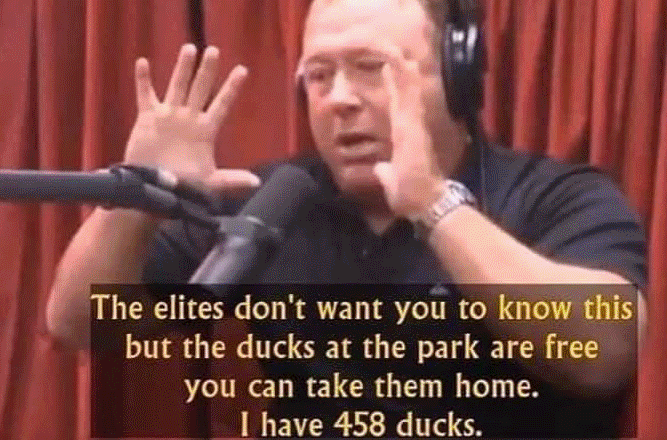 The elites don't want you to know this
but the ducks at the park are free
you can take them home.
I have 458 ducks.